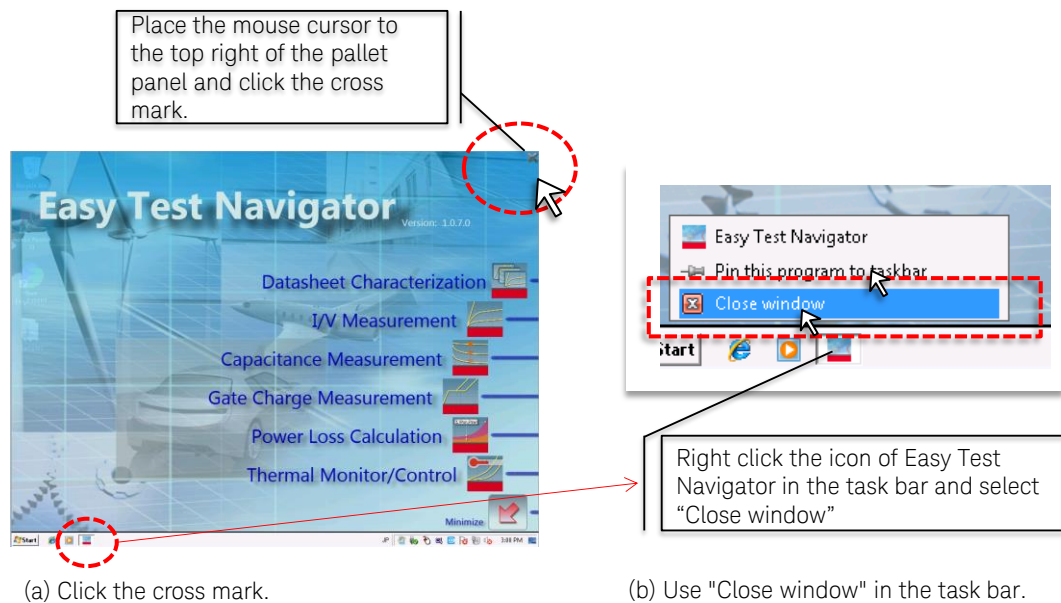 Place the mouse cursor to
the top right of the pallet
panel and click the cross
mark.
Easy Test Navigator
Version: 1.0.7.0
Datasheet Characterization
I/V Measurement
Capacitance Measurement
Gate Charge Measurement
Power Loss Calculation
Thermal Monitor/Control
Minimize
Start
JP
3:08 PM
(a) Click the cross mark.
Easy Test Navigator
Pin this program to taskbar
Close window
Start
Right click the icon of Easy Test
Navigator in the task bar and select
“Close window”
(b) Use "Close window" in the task bar.